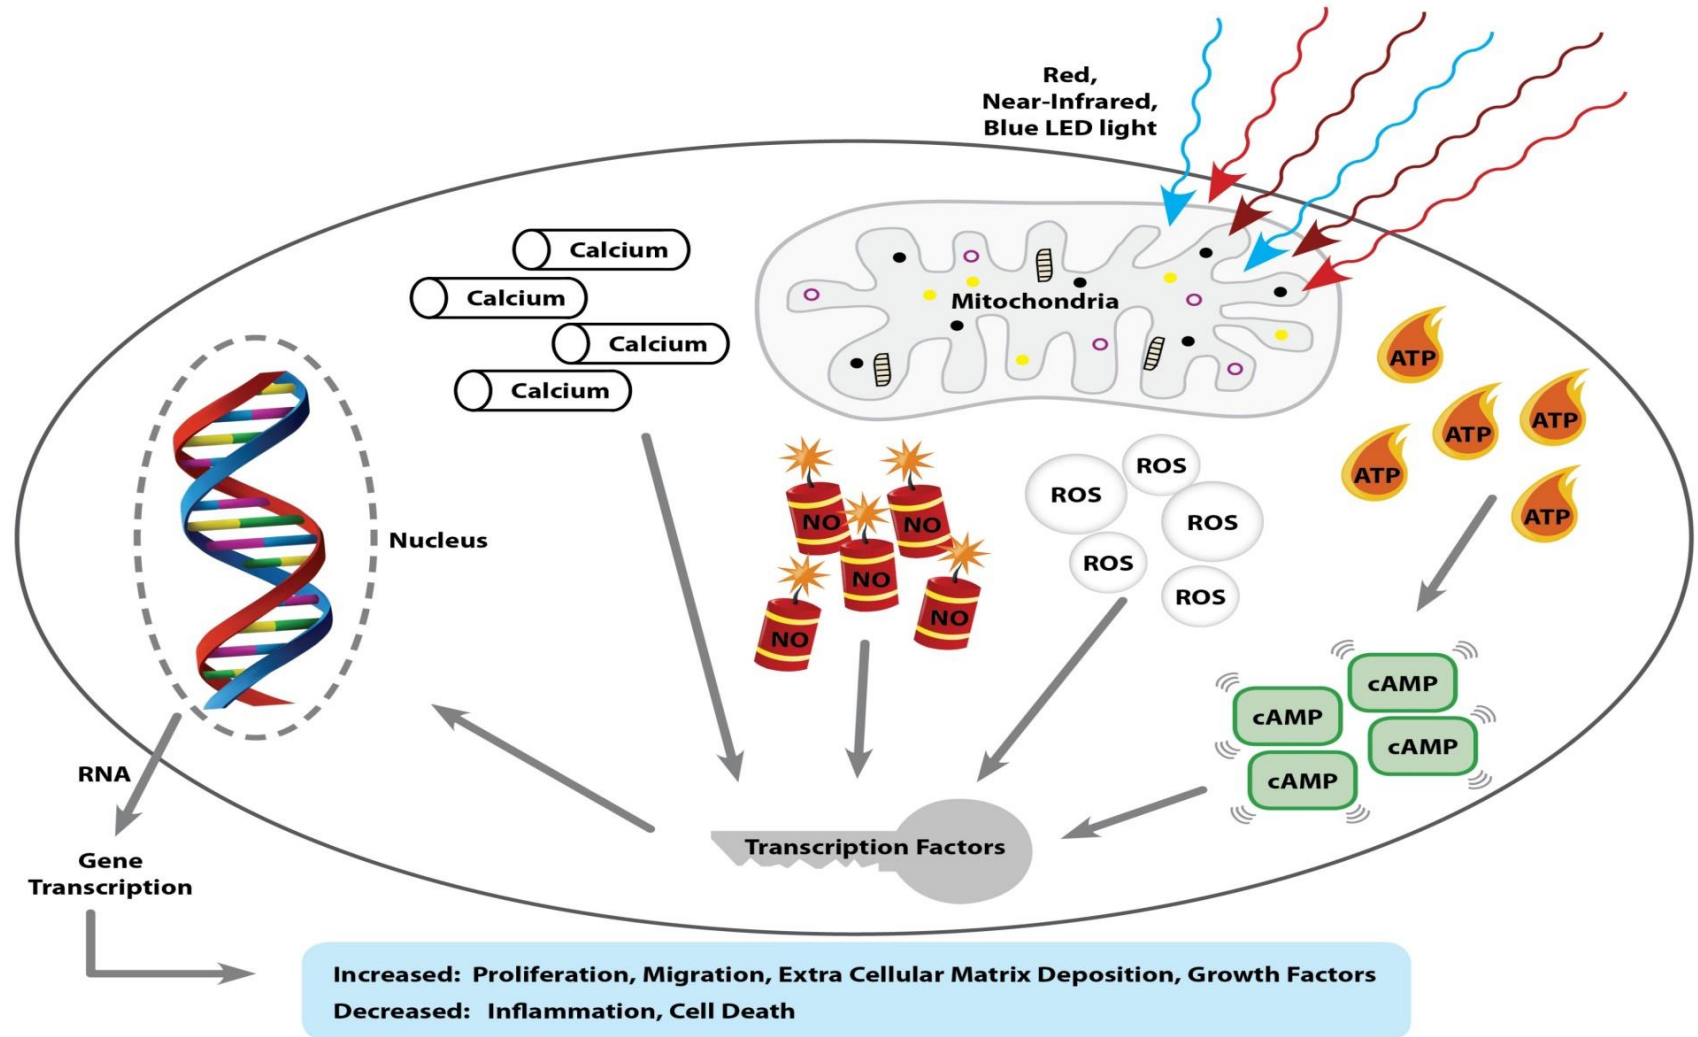 Red,
Near-Infrared,
Blue LED light
Calcium
Calcium
Calcium
Calcium
Mitochondria
ATP
ATP
ATP
ATP
ATP
Nucleus
NO
NO
NO
NO
NO
ROS
ROS
ROS
ROS
ROS
cAMP
cAMP
cAMP
cAMP
RNA
Transcription Factors
Gene
Transcription
Increased: Proliferation, Migration, Extra Cellular Matrix Deposition, Growth Factors
Decreased: Inflammation, Cell Death